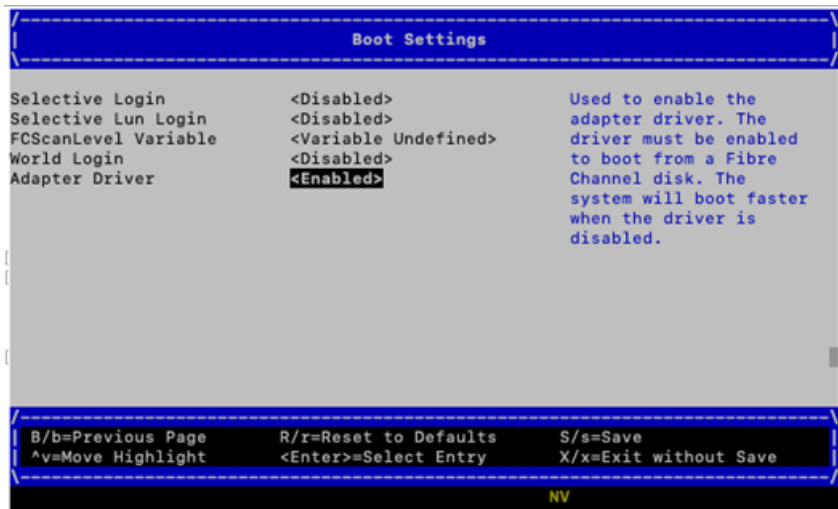 Boot Settings
Selective Login <Disabled>
Selective Lun Login <Disabled>
FCScanLevel Variable <Variable Undefined>
World Login <Disabled>
Adapter Driver <Enabled>
Used to enable the
adapter driver. The
driver must be enabled
to boot from a Fibre
Channel disk. The
system will boot faster
when the driver is
disabled.
B/b=Previous Page R/r=Reset to Defaults S/s=Save
^v=Move Highlight <Enter>=Select Entry X/x=Exit without Save
NV